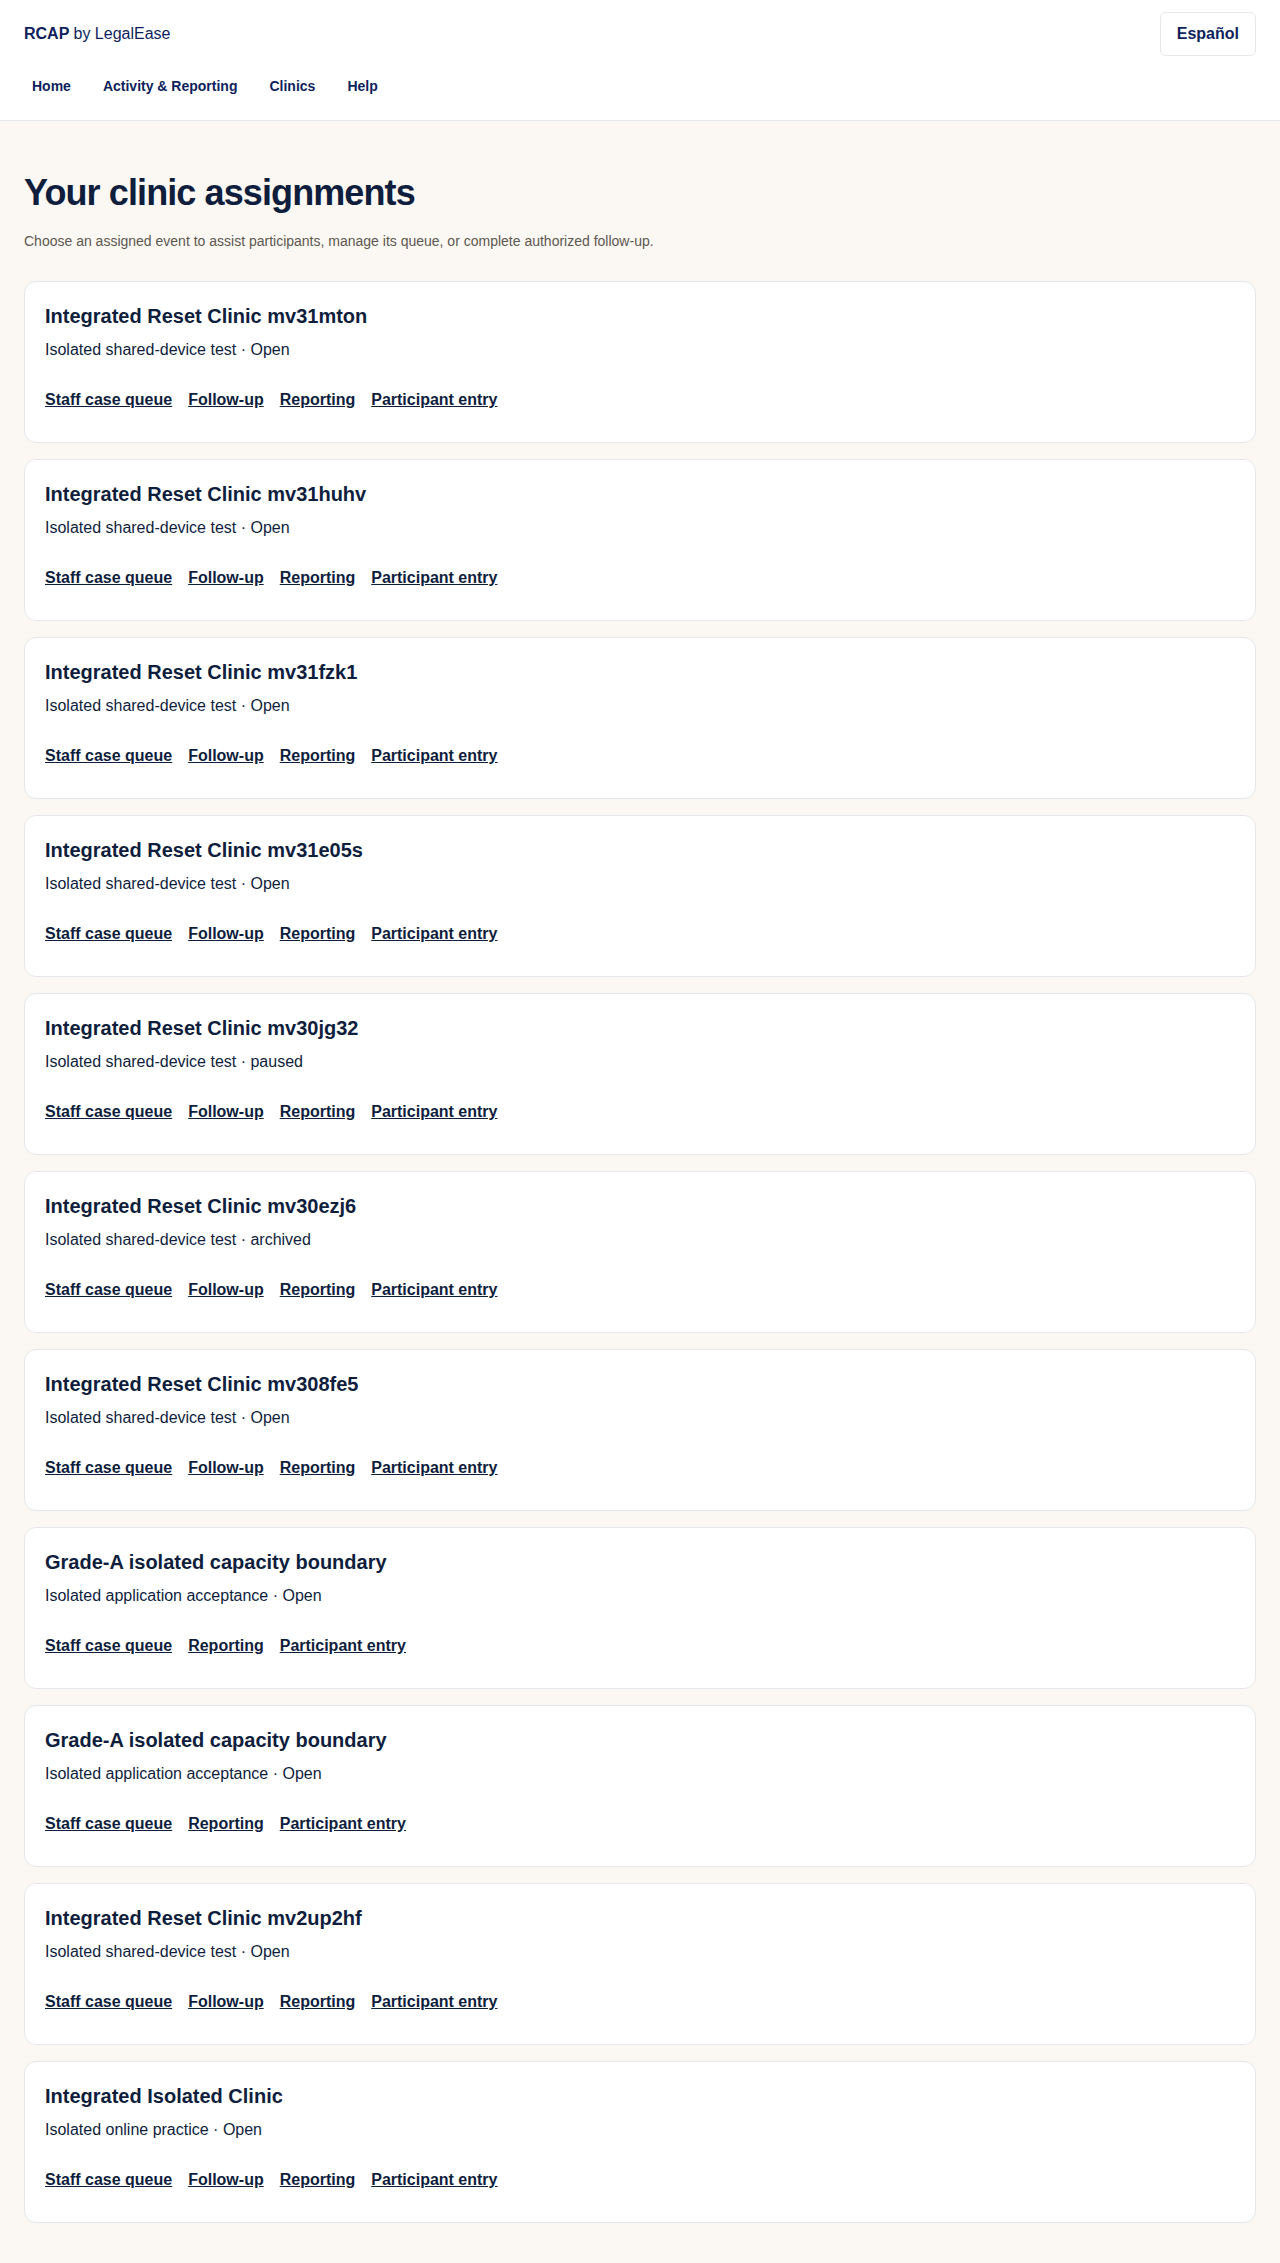 RCAP by LegalEase
Español
Home Activity & Reporting Clinics Help
Your clinic assignments
Choose an assigned event to assist participants, manage its queue, or complete authorized follow-up.
Integrated Reset Clinic mv31mton
Isolated shared-device test · Open
Staff case queue Follow-up Reporting Participant entry
Integrated Reset Clinic mv31huhv
Isolated shared-device test · Open
Staff case queue Follow-up Reporting Participant entry
Integrated Reset Clinic mv31fzk1
Isolated shared-device test · Open
Staff case queue Follow-up Reporting Participant entry
Integrated Reset Clinic mv31e05s
Isolated shared-device test · Open
Staff case queue Follow-up Reporting Participant entry
Integrated Reset Clinic mv30jg32
Isolated shared-device test · paused
Staff case queue Follow-up Reporting Participant entry
Integrated Reset Clinic mv30ezj6
Isolated shared-device test · archived
Staff case queue Follow-up Reporting Participant entry
Integrated Reset Clinic mv308fe5
Isolated shared-device test · Open
Staff case queue Follow-up Reporting Participant entry
Grade-A isolated capacity boundary
Isolated application acceptance · Open
Staff case queue Reporting Participant entry
Grade-A isolated capacity boundary
Isolated application acceptance · Open
Staff case queue Reporting Participant entry
Integrated Reset Clinic mv2up2hf
Isolated shared-device test · Open
Staff case queue Follow-up Reporting Participant entry
Integrated Isolated Clinic
Isolated online practice · Open
Staff case queue Follow-up Reporting Participant entry